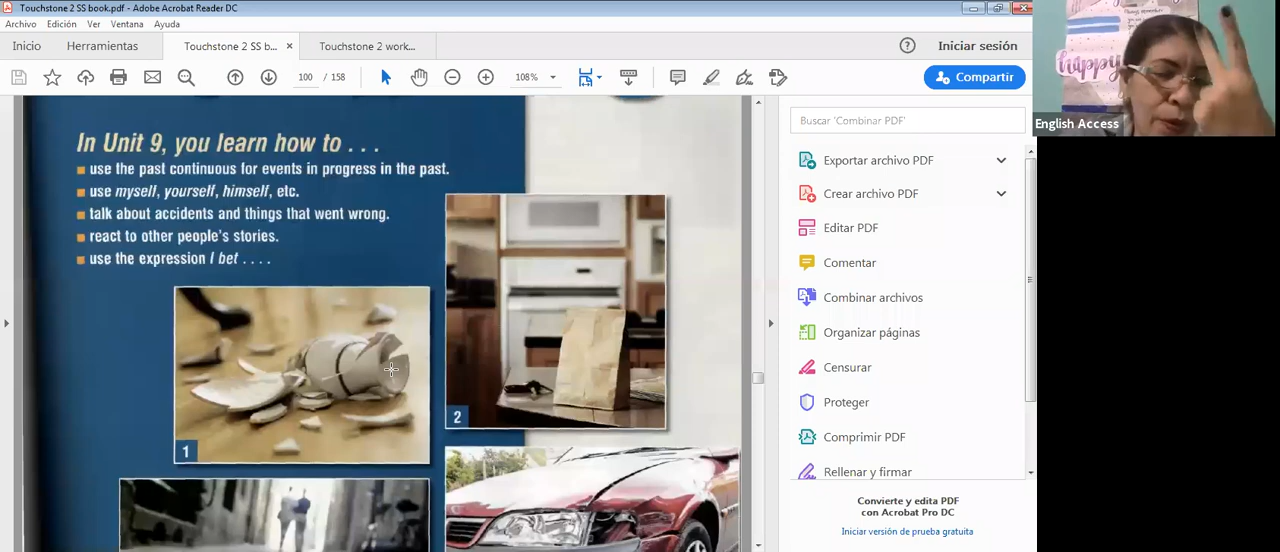 Touchstone 2 SS book.pdf - Adobe Acrobat Reader DC
Archivo Edición Ver Ventana Ayuda
Inicio Herramientas Touchstone 2 SS b... × Touchstone 2 work... Iniciar sesión
100 / 158 108% Compartir
In Unit 9, you learn how to . . .
use the past continuous for events in progress in the past.
use myself, yourself, himself, etc.
talk about accidents and things that went wrong.
react to other people's stories.
use the expression I bet . . . .
1
2
Buscar 'Combinar PDF'
Exportar archivo PDF
Crear archivo PDF
Editar PDF
Comentar
Combinar archivos
Organizar páginas
Censurar
Proteger
Comprimir PDF
Rellenar y firmar
Convierte y edita PDF
con Acrobat Pro DC
Iniciar versión de prueba gratuita
English Access